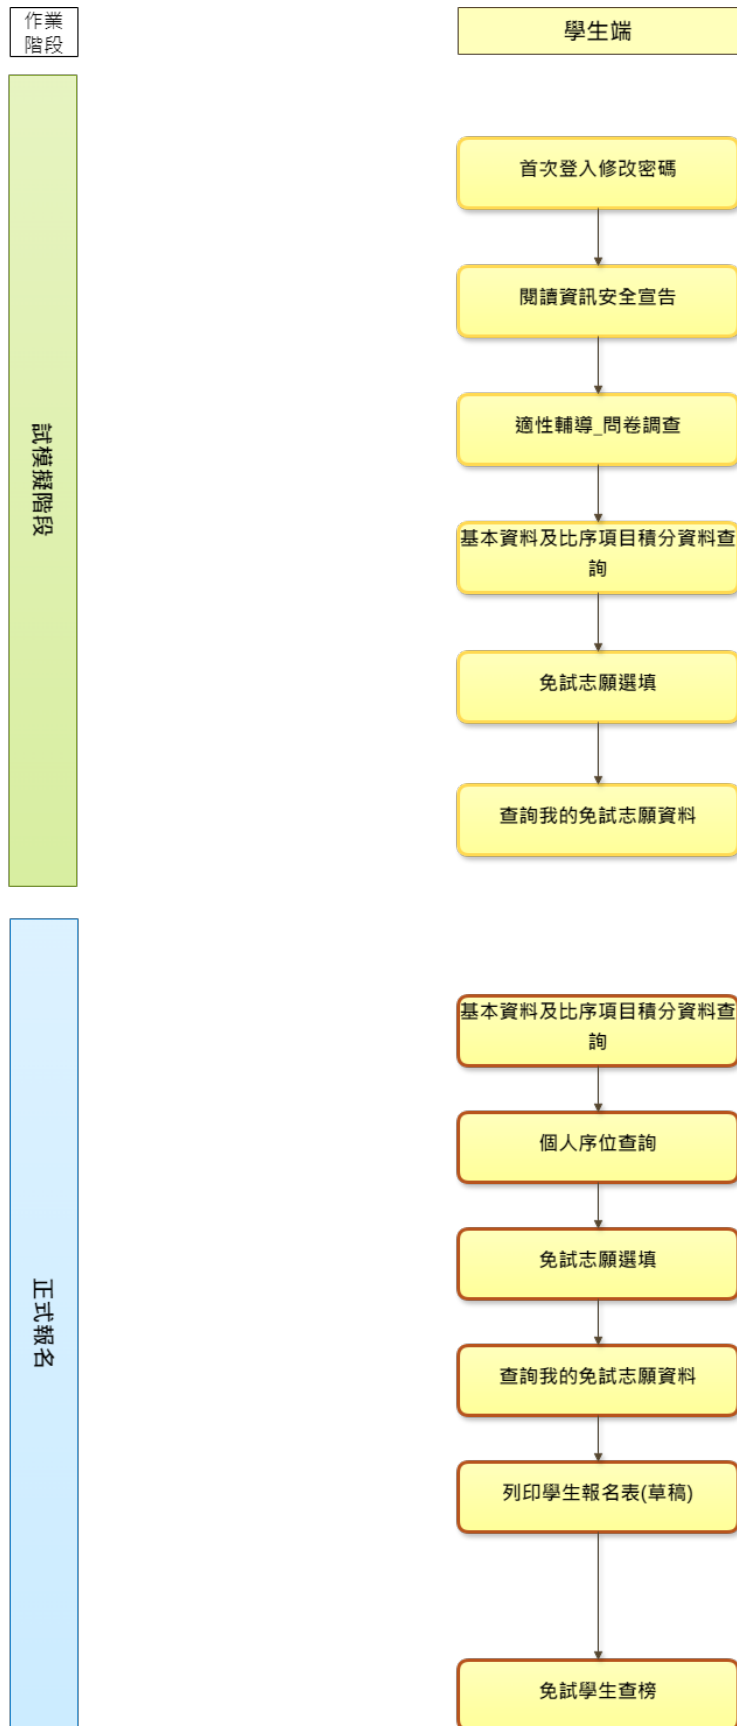 作業
階段
學生端
試模擬階段
首次登入修改密碼
閱讀資訊安全宣告
適性輔導_問卷調查
基本資料及比序項目積分資料查
詢
免試志願選填
查詢我的免試志願資料
正式報名
基本資料及比序項目積分資料查
詢
個人序位查詢
免試志願選填
查詢我的免試志願資料
列印學生報名表(草稿)
免試學生查榜